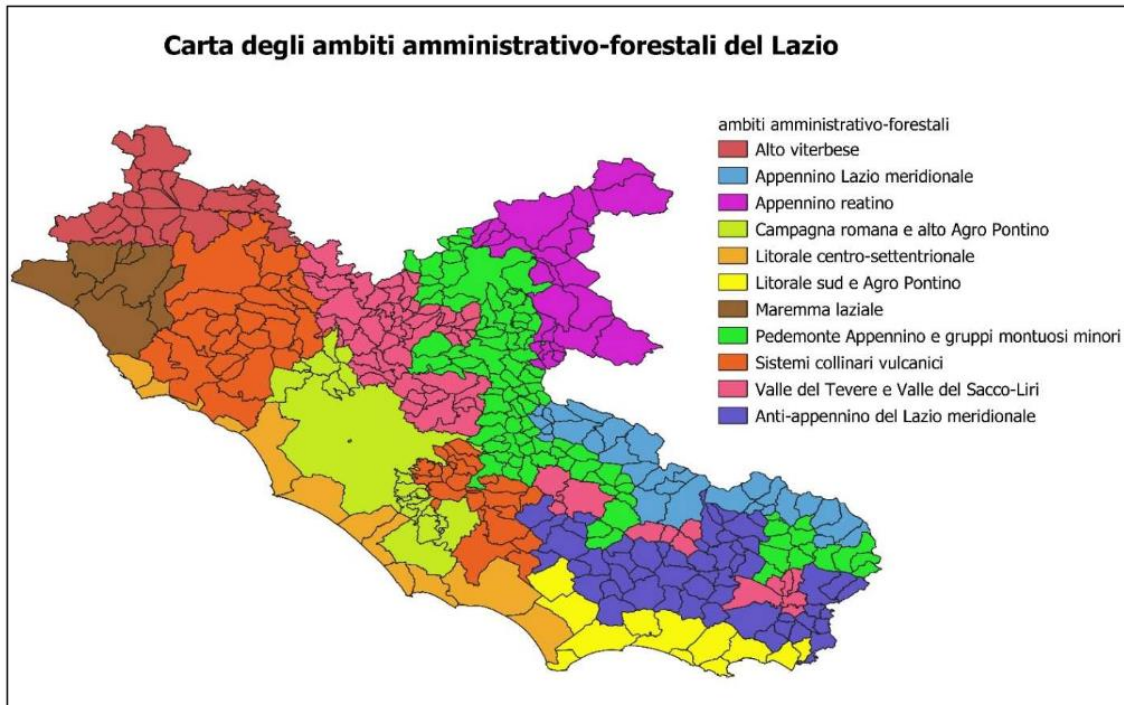 Carta degli ambiti amministrativo-forestali del Lazio
ambiti amministrativo-forestali
Alto viterbese
Appennino Lazio meridionale
Appennino reatino
Campagna romana e alto Agro Pontino
Litorale centro-settentrionale
Litorale sud e Agro Pontino
Maremma laziale
Pedemonte Appennino e gruppi montuosi minori
Sistemi collinari vulcanici
Valle del Tevere e Valle del Sacco-Liri
Anti-appennino del Lazio meridionale